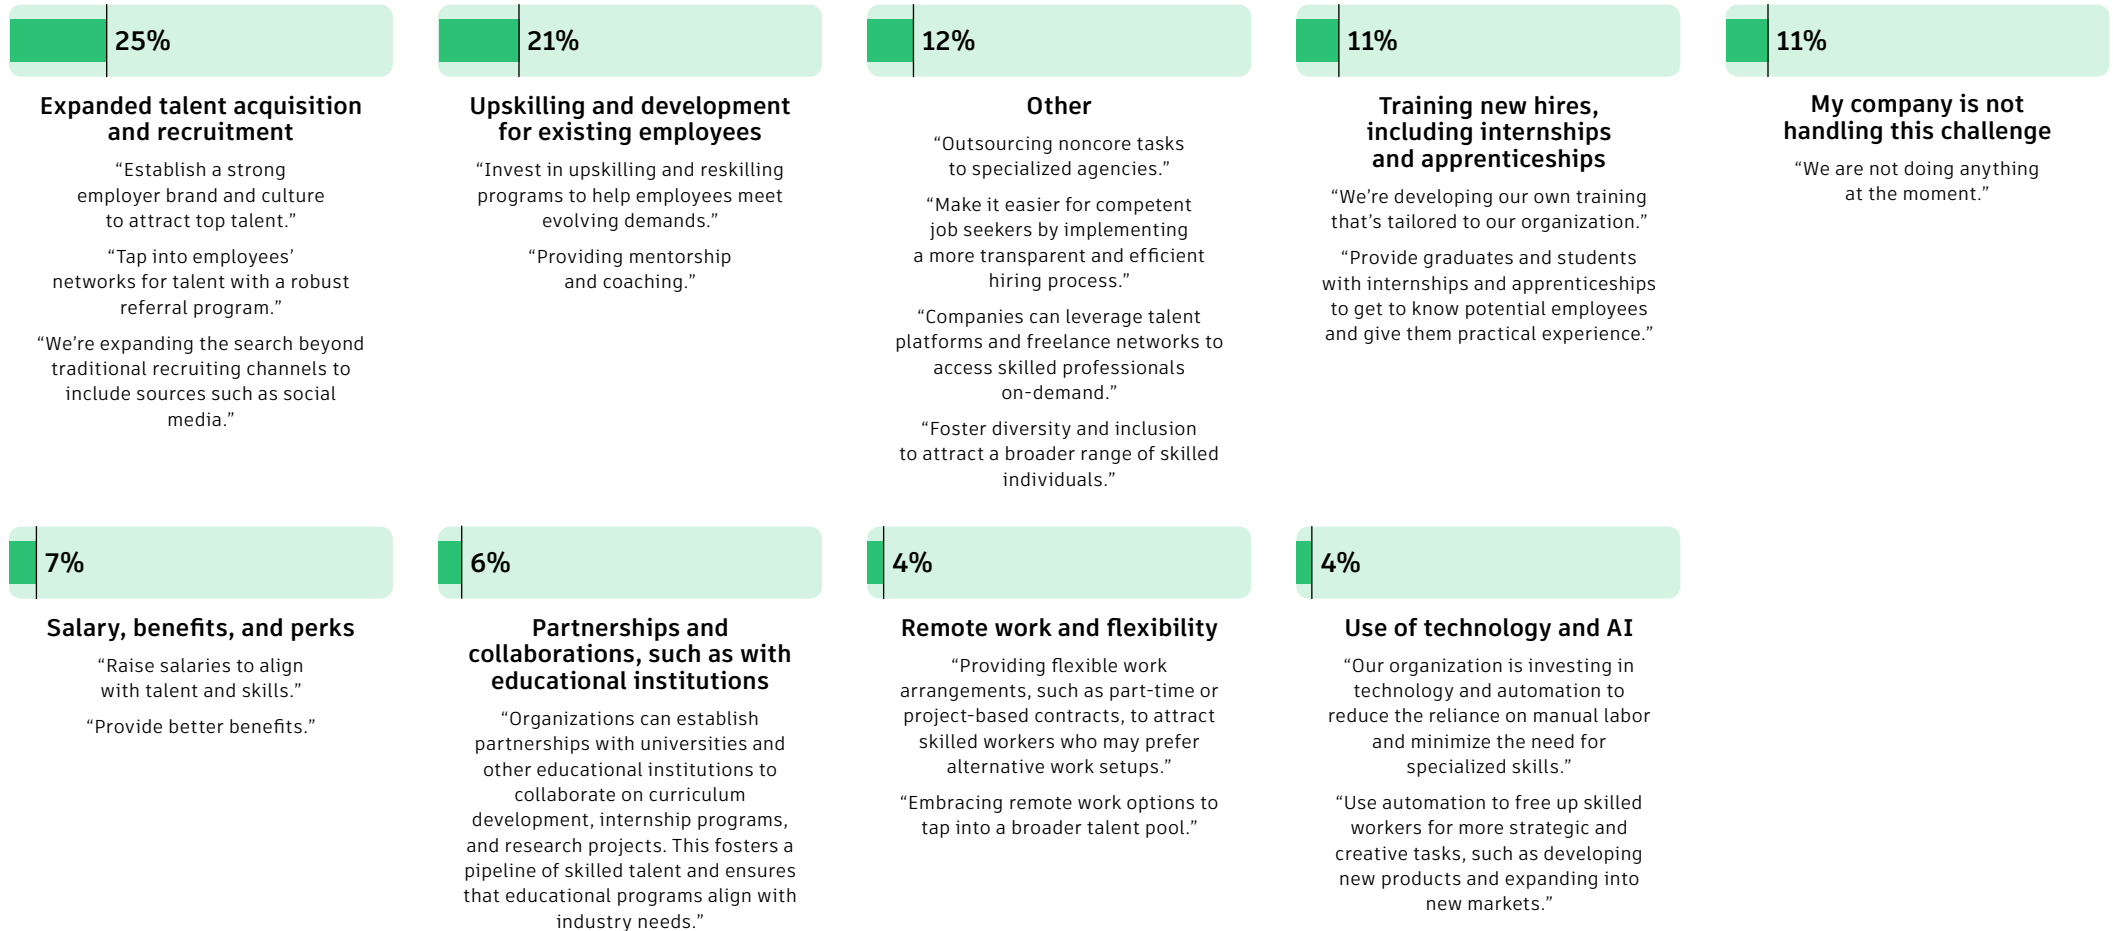 25%
Expanded talent acquisition
and recruitment
“Establish a strong
employer brand and culture
to attract top talent.”
“Tap into employees’
networks for talent with a robust
referral program.”
“We’re expanding the search beyond
traditional recruiting channels to
include sources such as social
media.”
21%
Upskilling and development
for existing employees
“Invest in upskilling and reskilling
programs to help employees meet
evolving demands.”
“Providing mentorship
and coaching.”
12%
Other
“Outsourcing noncore tasks
to specialized agencies.”
“Make it easier for competent
job seekers by implementing
a more transparent and efficient
hiring process.”
“Companies can leverage talent
platforms and freelance networks to
access skilled professionals
on-demand.”
“Foster diversity and inclusion
to attract a broader range of skilled
individuals.”
11%
Training new hires,
including internships
and apprenticeships
“We’re developing our own training
that’s tailored to our organization.”
“Provide graduates and students
with internships and apprenticeships
to get to know potential employees
and give them practical experience.”
11%
My company is not
handling this challenge
“We are not doing anything
at the moment.”
7%
Salary, benefits, and perks
“Raise salaries to align
with talent and skills.”
“Provide better benefits.”
6%
Partnerships and
collaborations, such as with
educational institutions
“Organizations can establish
partnerships with universities and
other educational institutions to
collaborate on curriculum
development, internship programs,
and research projects. This fosters a
pipeline of skilled talent and ensures
that educational programs align with
industry needs.”
4%
Remote work and flexibility
“Providing flexible work
arrangements, such as part-time or
project-based contracts, to attract
skilled workers who may prefer
alternative work setups.”
“Embracing remote work options to
tap into a broader talent pool.”
4%
Use of technology and AI
“Our organization is investing in
technology and automation to
reduce the reliance on manual labor
and minimize the need for
specialized skills.”
“Use automation to free up skilled
workers for more strategic and
creative tasks, such as developing
new products and expanding into
new markets.”